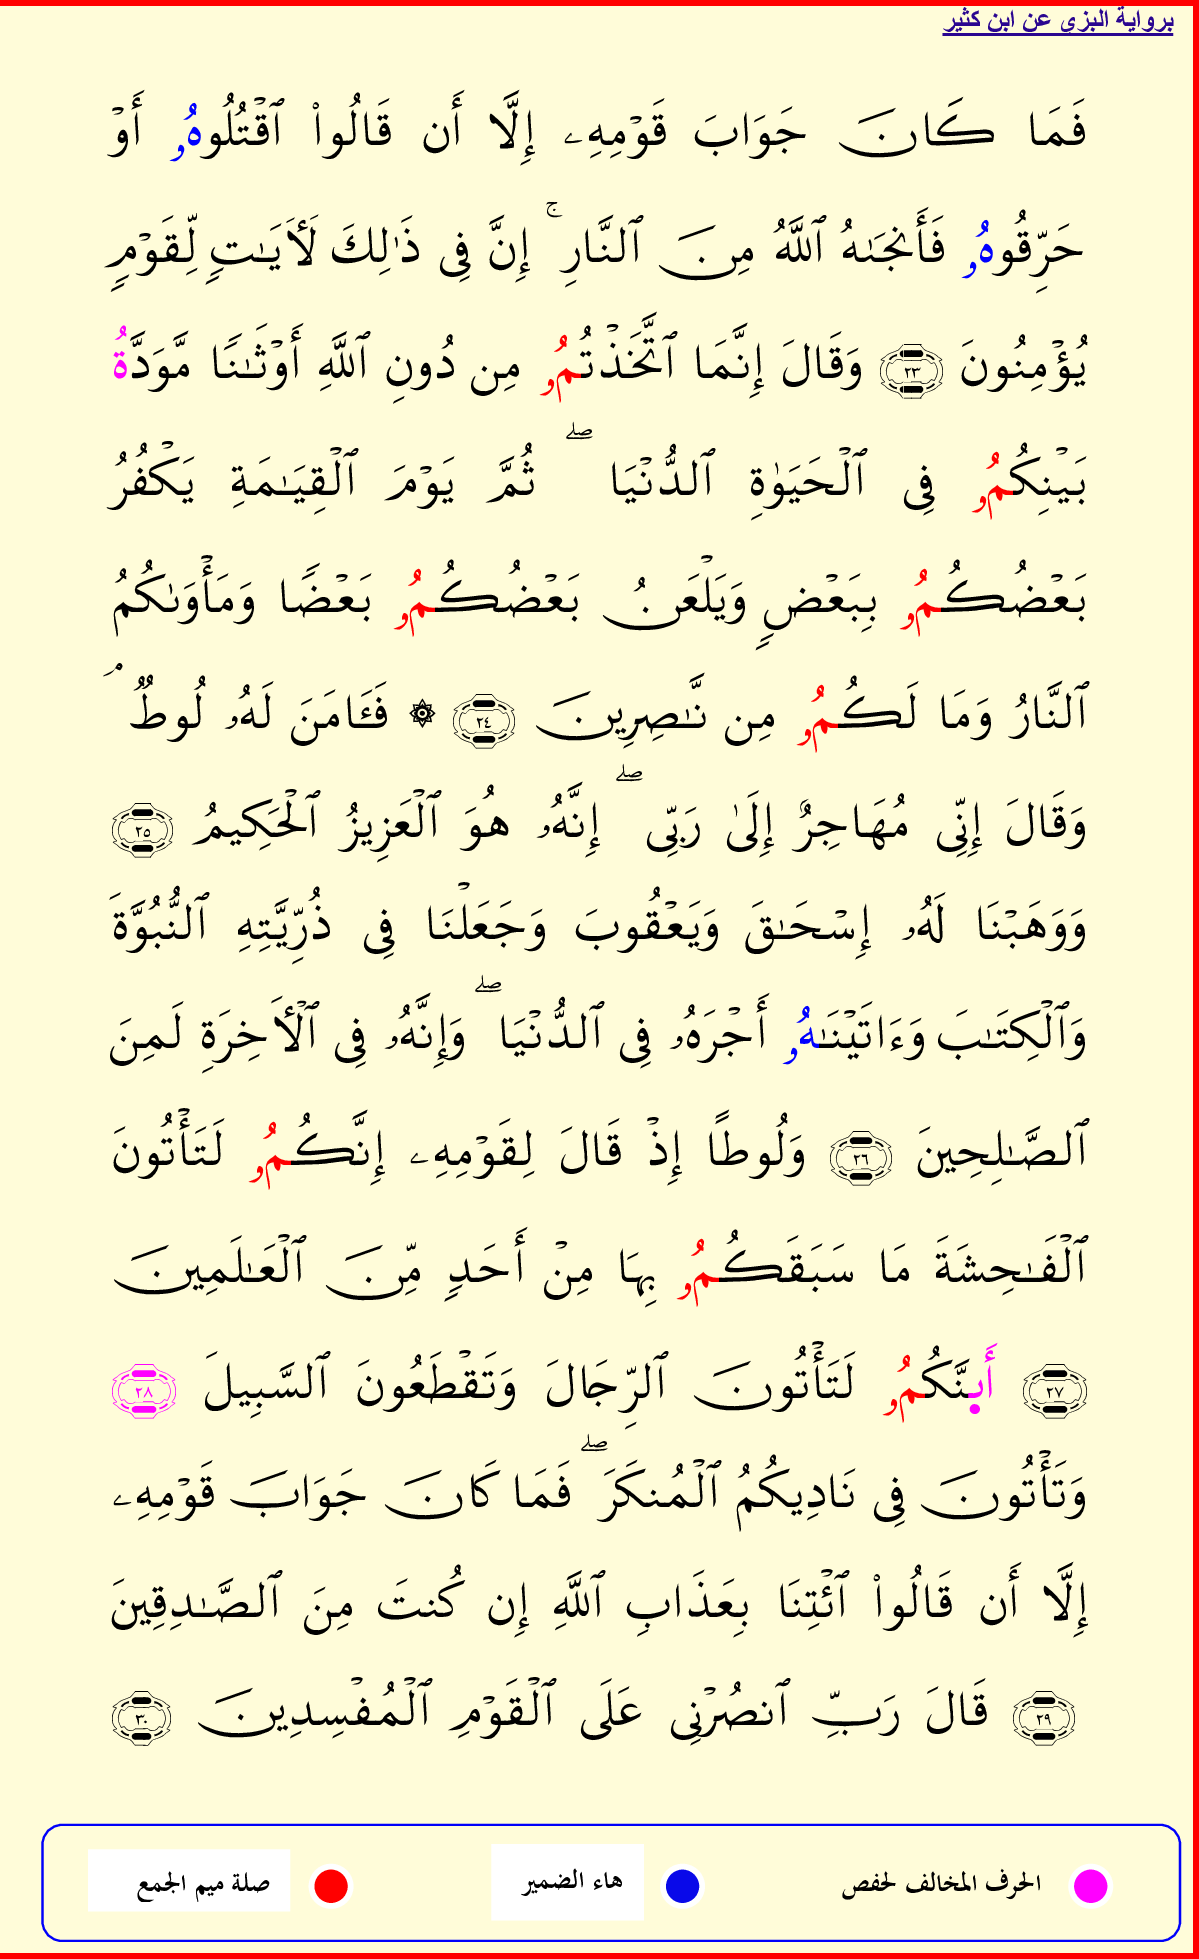 برواية البزي عن ابن كثير
فَمَا كَانَ جَوَابَ قَوْمِهِۦ إِلَّا أَن قَالُوا۟ ٱقْتُلُوهُۥ أَوْ
حَرِّقُوهُۥ فَأَنجَىٰهُ ٱللَّهُ مِنَ ٱلنَّارِ ۚ إِنَّ فِى ذَٰلِكَ لَأَيَـٰتٍ لِّقَوْمٍ
يُؤْمِنُونَ ٢٣ وَقَالَ إِنَّمَا ٱتَّخَذْتُمُۥ مِن دُونِ ٱللَّهِ أَوْثَـٰنًا مَّوَدَّةُ
بَيْنِكُمُۥ فِى ٱلْحَيَوٰةِ ٱلدُّنْيَا ۖ ثُمَّ يَوْمَ ٱلْقِيَـٰمَةِ يَكْفُرُ
بَعْضُكُمُۥ بِبَعْضٍ وَيَلْعَنُ بَعْضُكُمُۥ بَعْضًا وَمَأْوَىٰكُمُ
ٱلنَّارُ وَمَا لَكُمُۥ مِن نَّـٰصِرِينَ ٢٤ ۞ فَـَٔامَنَ لَهُۥ لُوطٌ ۘ
وَقَالَ إِنِّى مُهَاجِرٌ إِلَىٰ رَبِّى ۖ إِنَّهُۥ هُوَ ٱلْعَزِيزُ ٱلْحَكِيمُ ٢٥
وَوَهَبْنَا لَهُۥ إِسْحَـٰقَ وَيَعْقُوبَ وَجَعَلْنَا فِى ذُرِّيَّتِهِ ٱلنُّبُوَّةَ
وَٱلْكِتَـٰبَ وَءَاتَيْنَـٰهُۥ أَجْرَهُۥ فِى ٱلدُّنْيَا ۖ وَإِنَّهُۥ فِى ٱلْأَخِرَةِ لَمِنَ
ٱلصَّـٰلِحِينَ ٢٦ وَلُوطًا إِذْ قَالَ لِقَوْمِهِۦ إِنَّكُمُۥ لَتَأْتُونَ
ٱلْفَـٰحِشَةَ مَا سَبَقَكُمُۥ بِهَا مِنْ أَحَدٍ مِّنَ ٱلْعَـٰلَمِينَ
٢٧ أَىِٕنَّكُمُۥ لَتَأْتُونَ ٱلرِّجَالَ وَتَقْطَعُونَ ٱلسَّبِيلَ ٢٨
وَتَأْتُونَ فِى نَادِيكُمُ ٱلْمُنكَرَ ۖ فَمَا كَانَ جَوَابَ قَوْمِهِۦ
إِلَّا أَن قَالُوا۟ ٱئْتِنَا بِعَذَابِ ٱللَّهِ إِن كُنتَ مِنَ ٱلصَّـٰدِقِينَ
٢٩ قَالَ رَبِّ ٱنصُرْنِى عَلَى ٱلْقَوْمِ ٱلْمُفْسِدِينَ ٣٠
الحرف المخالف لحفص هاء الضمير صلة ميم الجمع